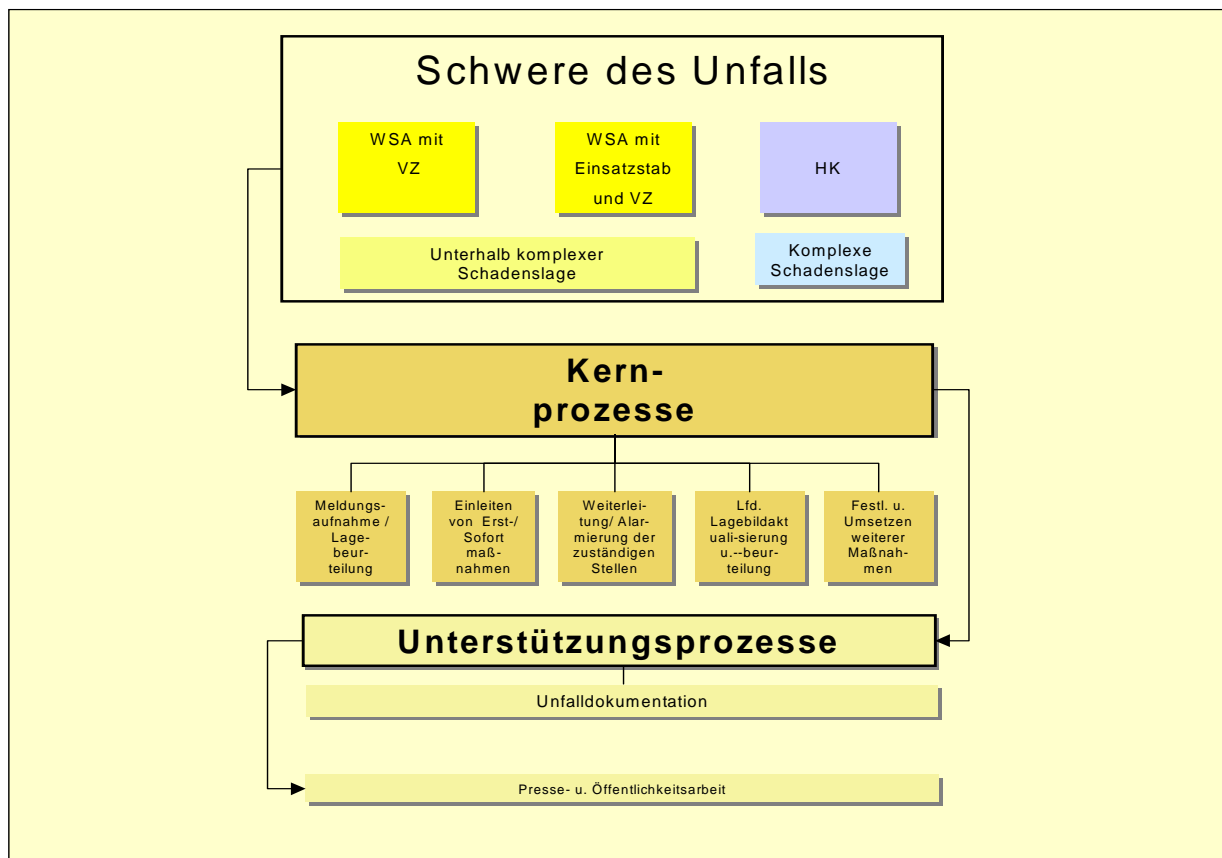 Schwere des Unfalls
WSA mit
VZ
WSA mit
Einsatzstab
und VZ
HK
Unterhalb komplexer
Schadenslage
Komplexe
Schadenslage
Kern-
prozesse
Meldungs-
aufnahme /
Lage-
beur-
teilung
Einleiten
von Erst-/
Sofort
maß-
nahmen
Weiterlei-
tung/ Alar-
mierung der
zuständigen
Stellen
Lfd.
Lagebildakt
uali-sierung
u.--beur-
teilung
Festl. u.
Umsetzen
weiterer
Maßnah-
men
Unterstützungsprozesse
Unfalldokumentation
Presse- u. Öffentlichkeitsarbeit